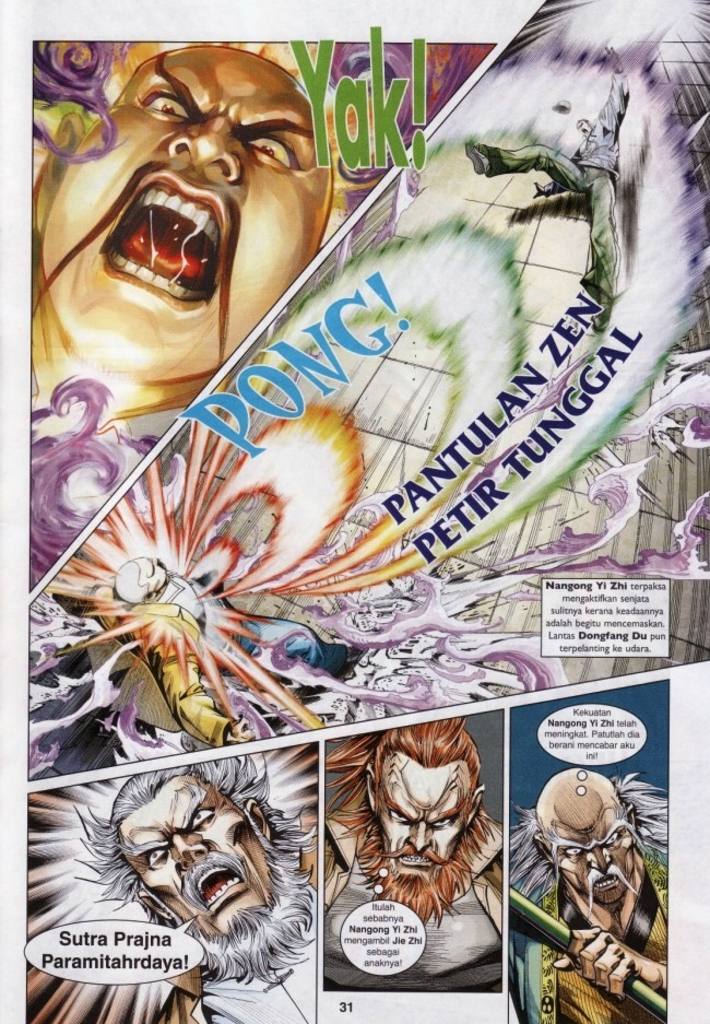 Yak!
PONG!
PANTULAN ZEN
PETIR TUNGGAL
Nangong Yi Zhi terpaksa
mengaktifkan senjata
sulitnya kerana keadaannya
adalah begitu mencemaskan.
Lantas Dongfang Du pun
terpelanting ke udara.
Sutra Prajna
Paramitahrdaya!
Itulah
sebabnya
Nangong Yi Zhi
mengambil Jie Zhi
sebagai
anaknya!
Kekuatan
Nangong Yi Zhi telah
meningkat. Patutlah dia
berani mencabar aku
ini!
31